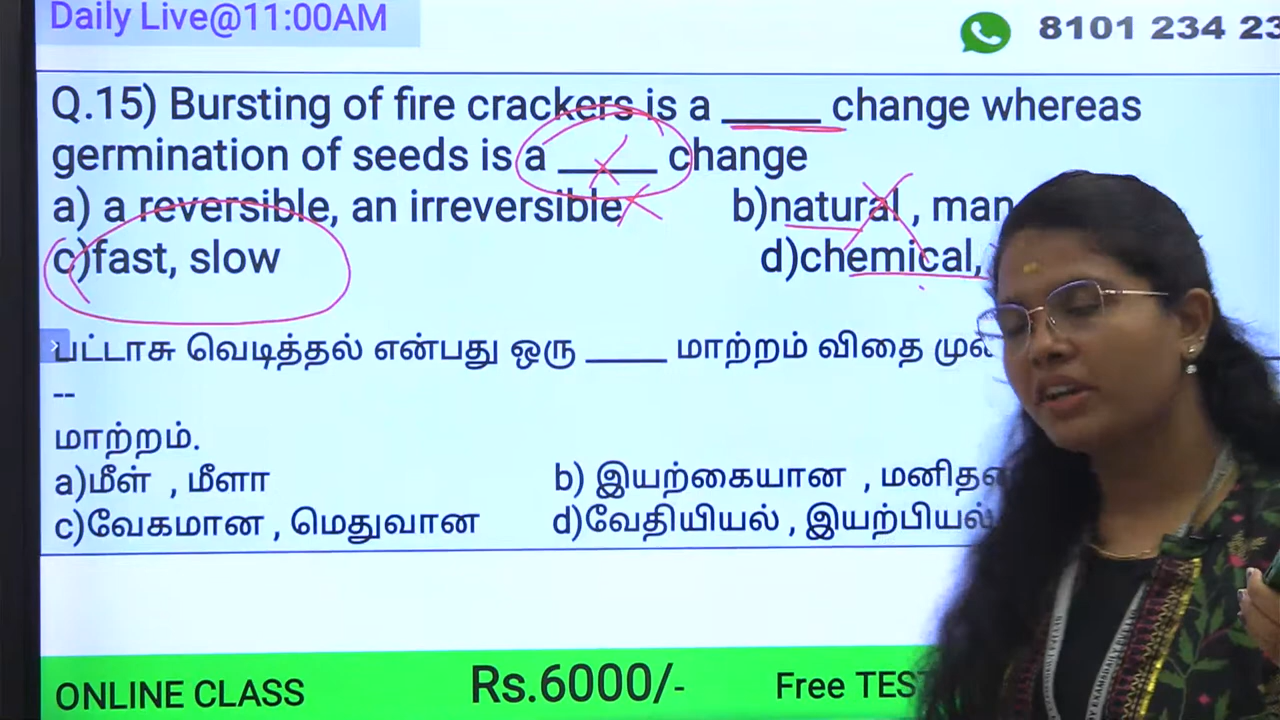 Daily Live@11:00AM
8101 234 23
Q.15) Bursting of fire crackers is a _____ change whereas
germination of seeds is a _____ change
a) a reversible, an irreversible b)natural , man
c)fast, slow d)chemical,
பட்டாசு வெடித்தல் என்பது ஒரு _____ மாற்றம் விதை
--
மாற்றம்.
a)மீள் , மீளா b) இயற்கையான ,
c)வேகமான , மெதுவான d)வேதியியல் , இயற்பியல்
ONLINE CLASS Rs.6000/- Free TEST